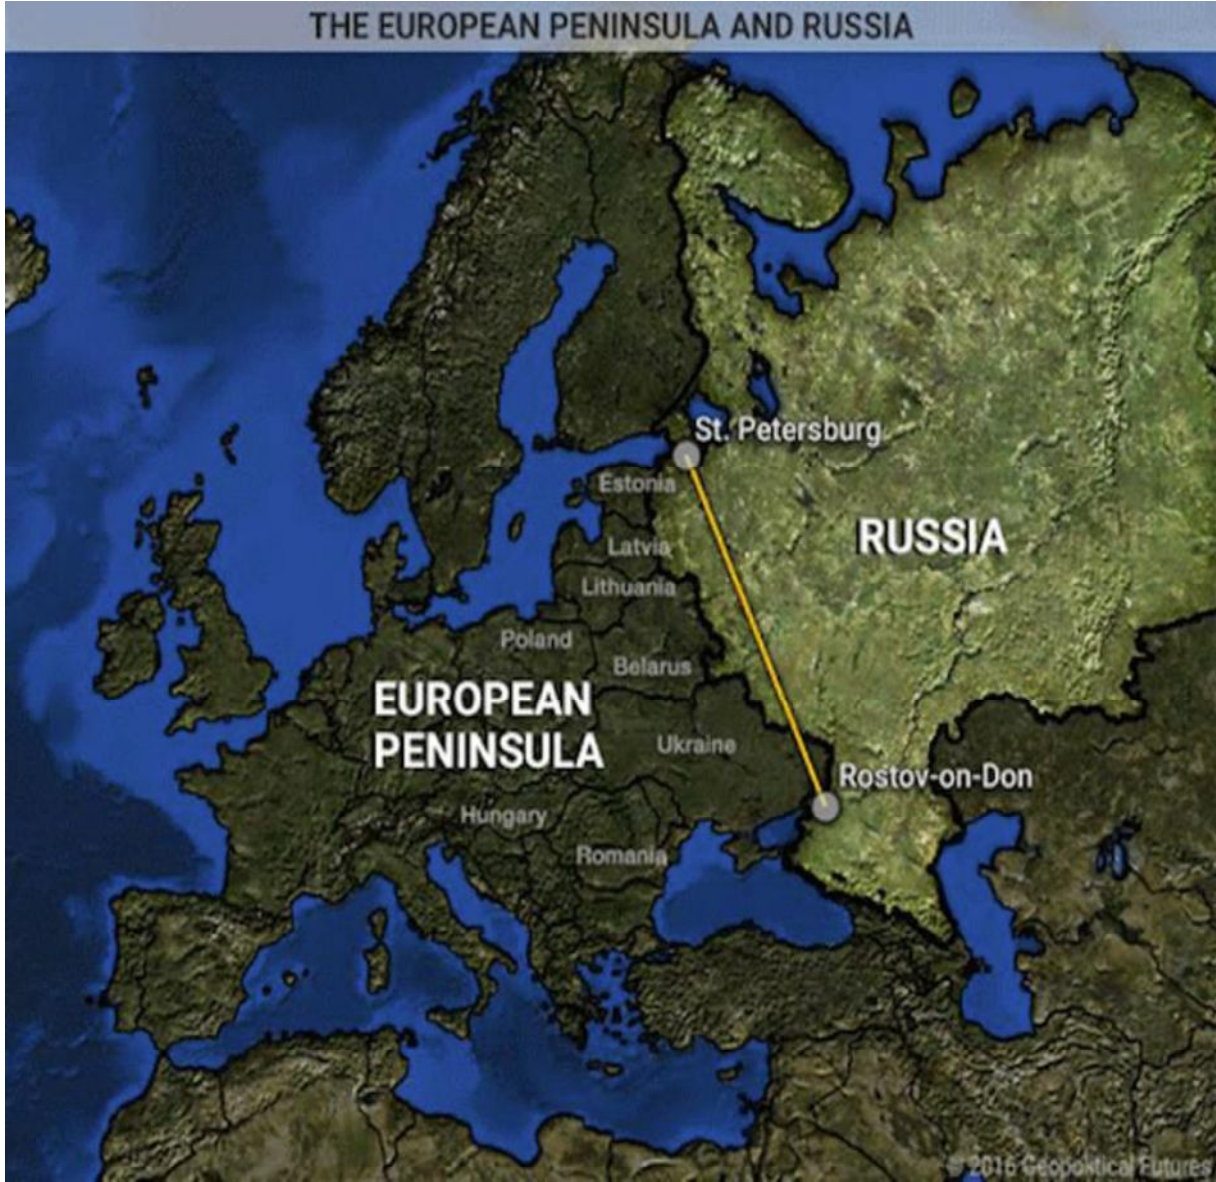 THE EUROPEAN PENINSULA AND RUSSIA
St. Petersburg
Estonia
RUSSIA
Latvia
Lithuania
Poland
Belarus
EUROPEAN
PENINSULA
Ukraine
Rostov-on-Don
Hungary
Romania
© 2016 Geopolitical Futures